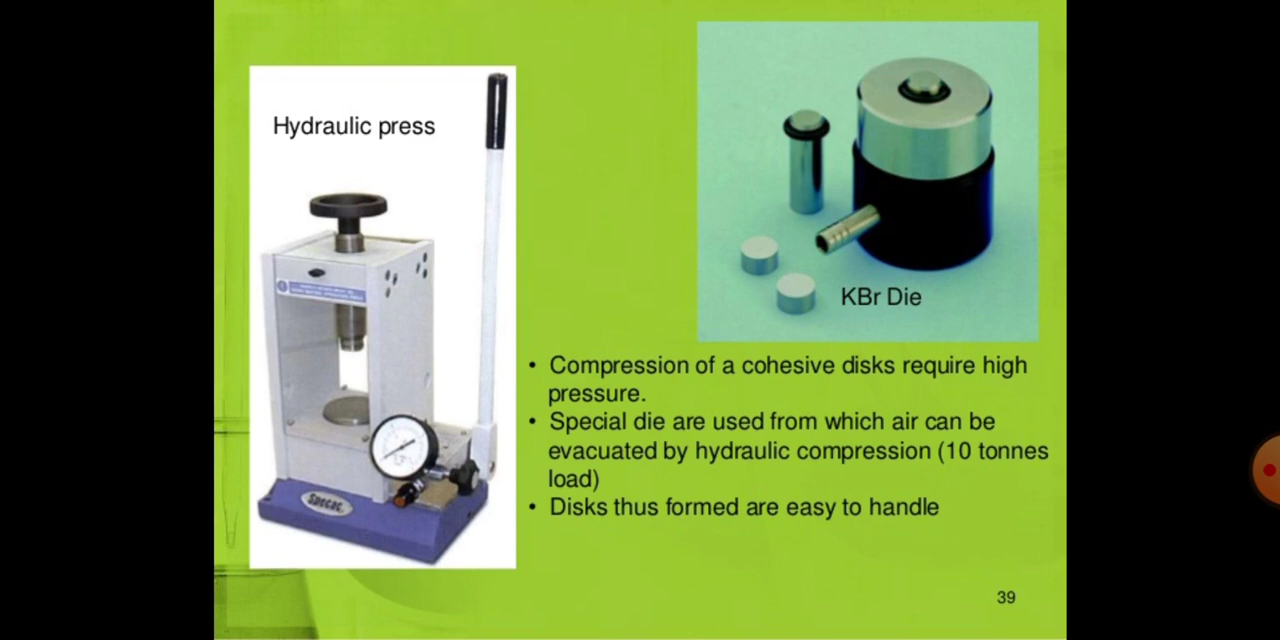 Hydraulic press
KBr Die
• Compression of a cohesive disks require high
pressure.
• Special die are used from which air can be
evacuated by hydraulic compression (10 tonnes
load)
• Disks thus formed are easy to handle
Specac
39